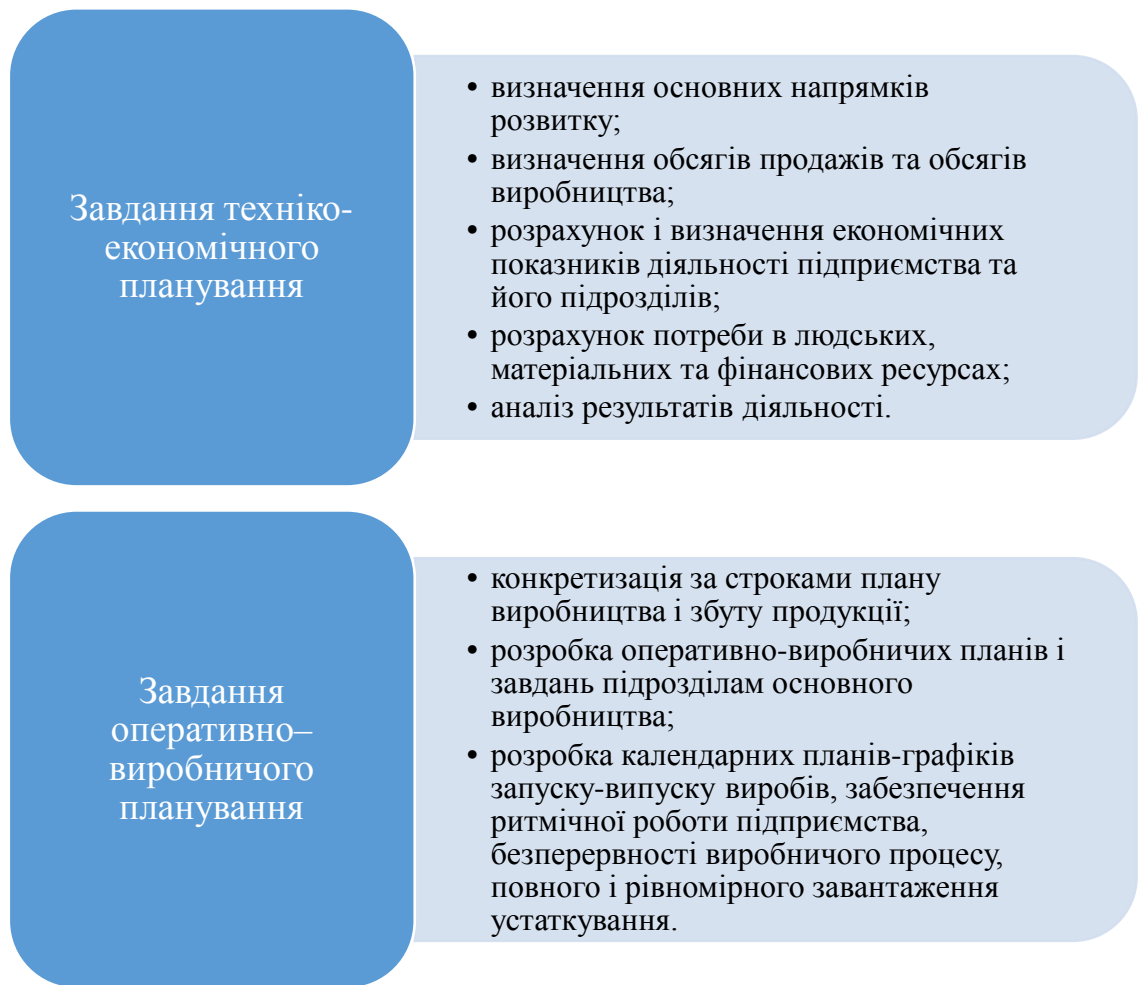 Завдання техніко-
економічного
планування
• визначення основних напрямків
розвитку;
• визначення обсягів продажів та обсягів
виробництва;
• розрахунок і визначення економічних
показників діяльності підприємства та
його підрозділів;
• розрахунок потреби в людських,
матеріальних та фінансових ресурсах;
• аналіз результатів діяльності.
Завдання
оперативно–
виробничого
планування
• конкретизація за строками плану
виробництва і збуту продукції;
• розробка оперативно-виробничих планів і
завдань підрозділам основного
виробництва;
• розробка календарних планів-графіків
запуску-випуску виробів, забезпечення
ритмічної роботи підприємства,
безперервності виробничого процесу,
повного і рівномірного завантаження
устаткування.